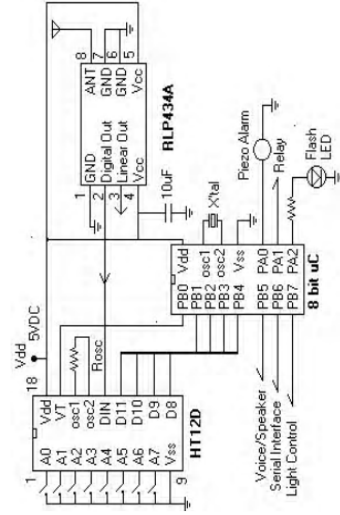 Vdd
5VDC
1
18
A0 Vdd
A1 VT
A2 osc1
A3 osc2
A4 DIN
A5 D11
A6 D10
A7 D9
Vss D8
9
HT12D
Rosc
1 GND ANT 8
2 Digital Out GND 7
3 Linear Out GND 6
4 Vcc Vcc 5
RLP434A
10uF
PB0 Vdd
PB1 osc1
PB2 osc2
PB3
PB4 Vss
PB5 PA0
PB6 PA1
PB7 PA2
8 bit uC
X'tal
Piezo Alarm
Relay
Flash
LED
Voice/Speaker
Serial Interface
Light Control